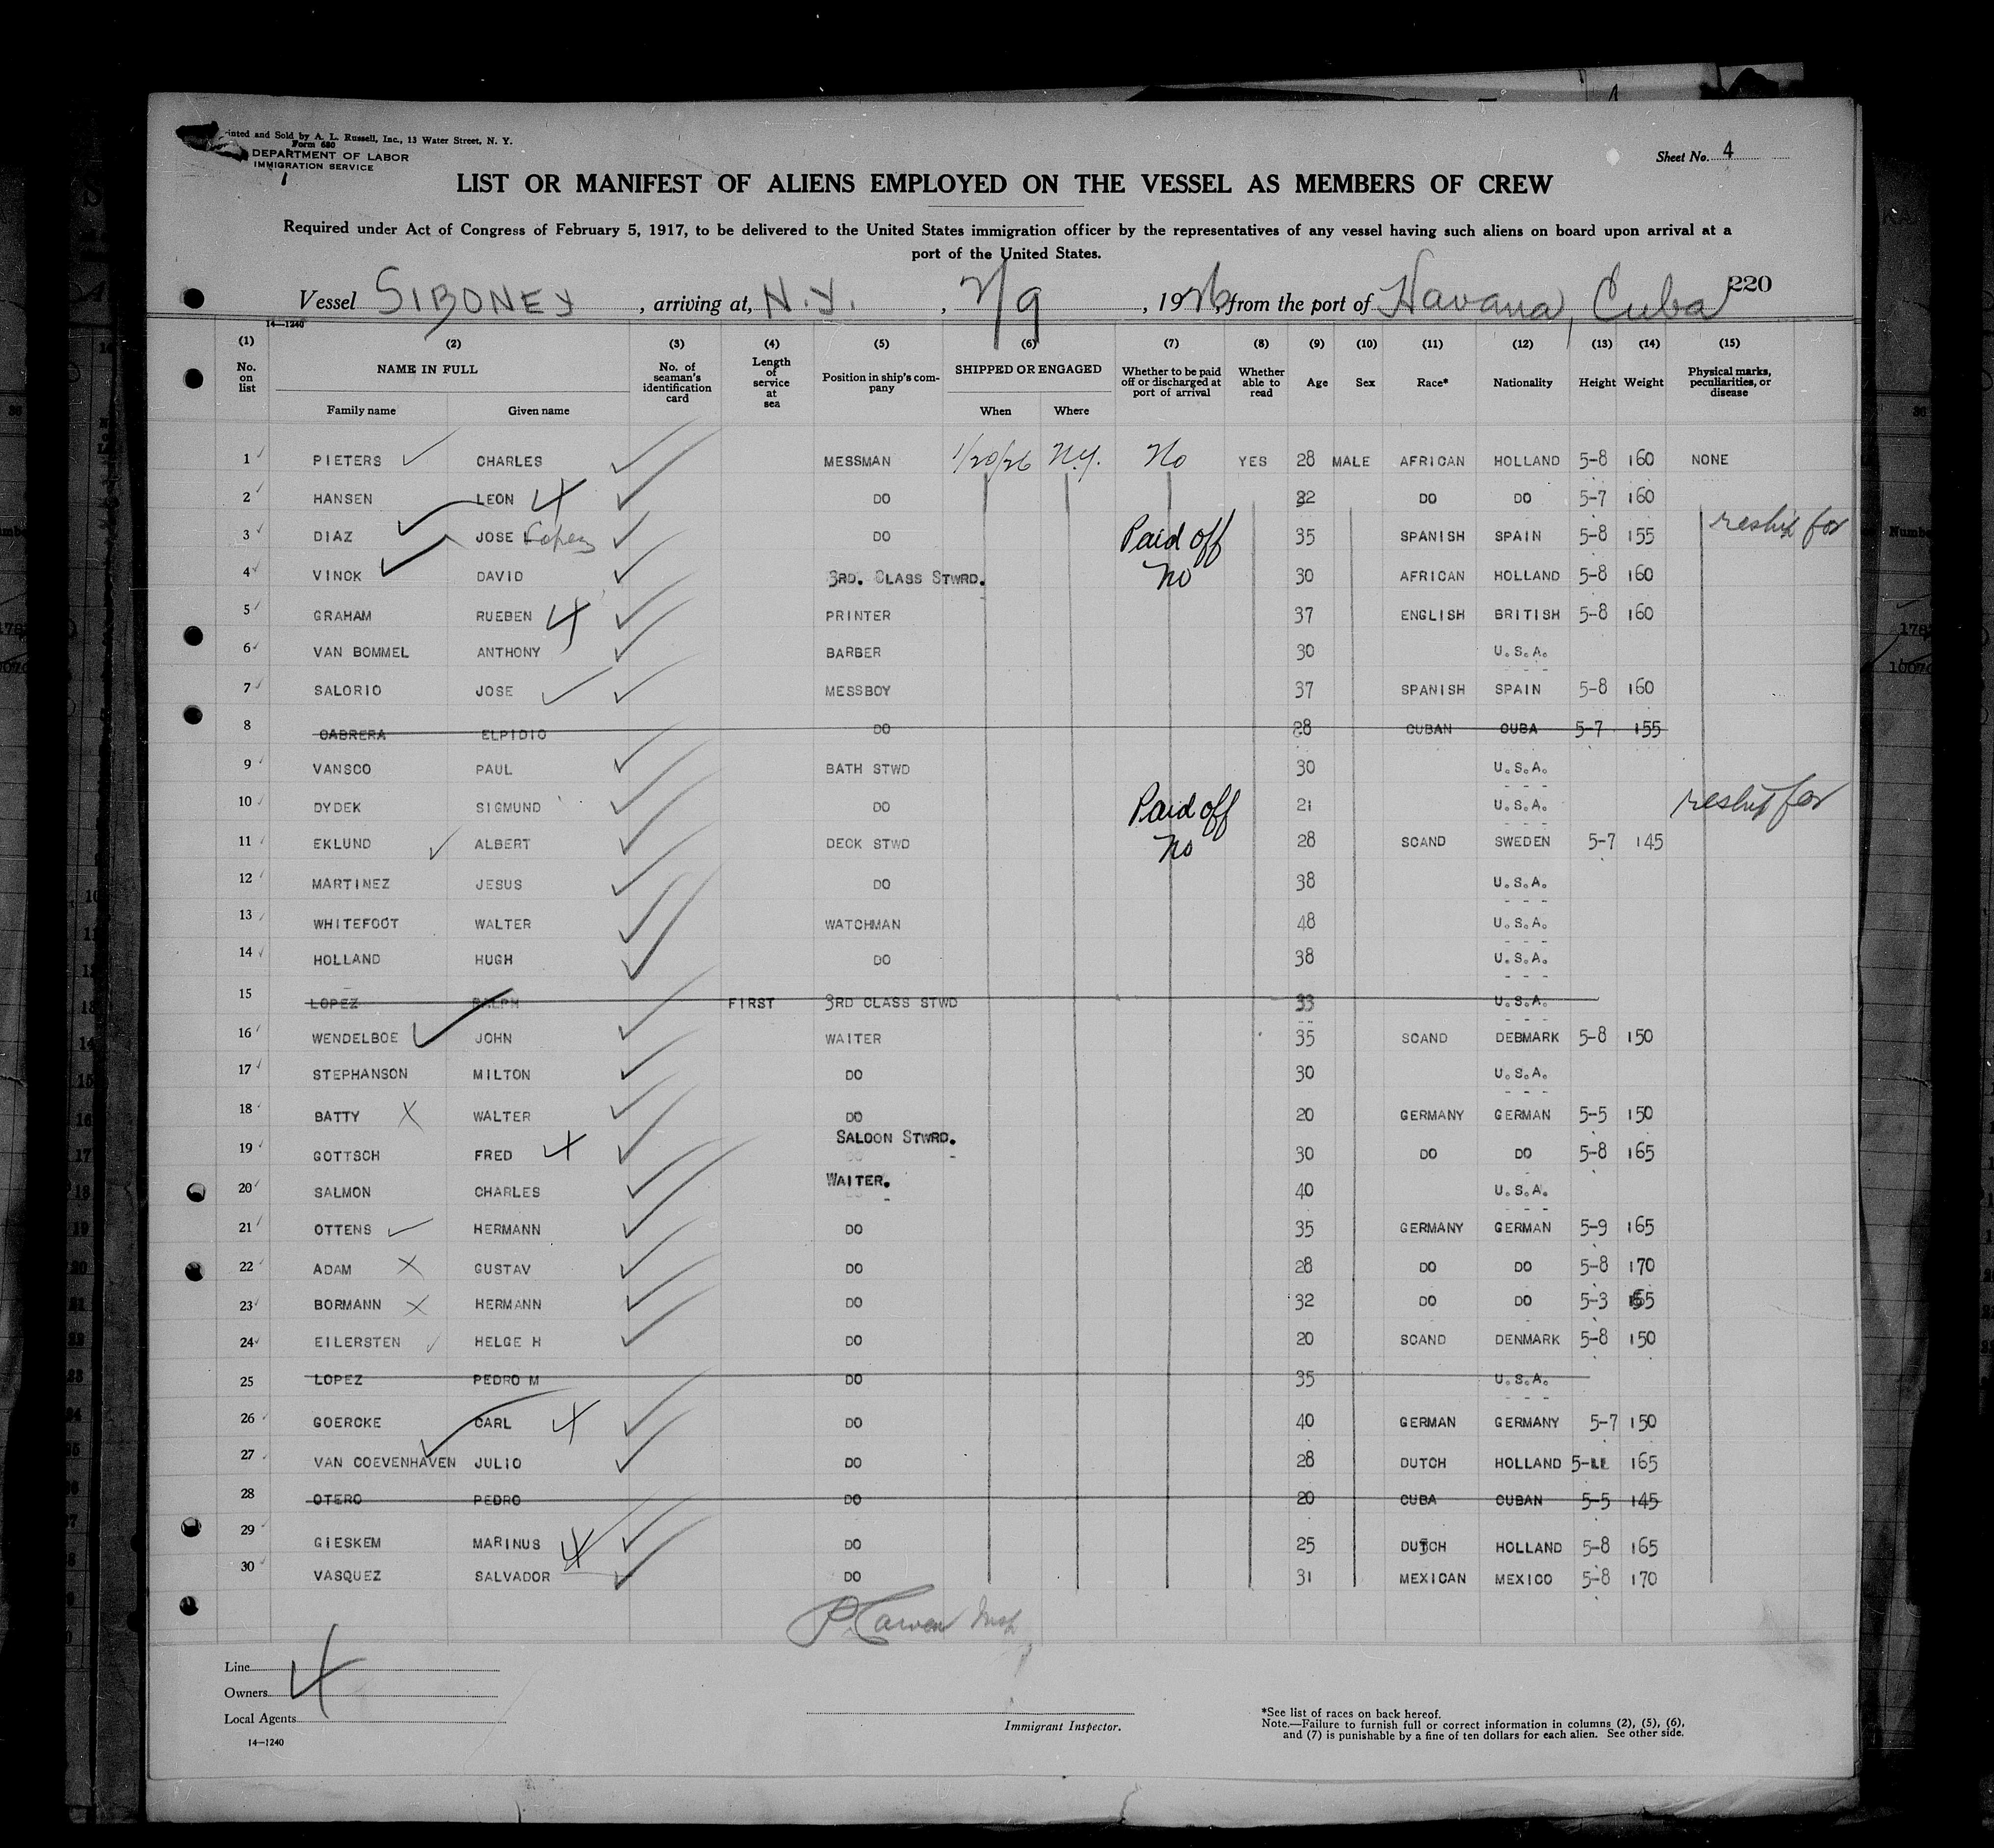 Printed and Sold by A. L. Russell, Inc., 13 Water Street, N. Y.
Form 680
DEPARTMENT OF LABOR
IMMIGRATION SERVICE
Sheet No. 4
LIST OR MANIFEST OF ALIENS EMPLOYED ON THE VESSEL AS MEMBERS OF CREW
Required under Act of Congress of February 5, 1917, to be delivered to the United States immigration officer by the representatives of any vessel having such aliens on board upon arrival at a
port of the United States.
220
Vessel SIBONEY, arriving at, N.Y., 2/9, 1926, from the port of Havana, Cuba
14—1240
(1) (2) (3) (4) (5) (6) (7) (8) (9) (10) (11) (12) (13) (14) (15)
No. on list NAME IN FULL Family name Given name No. of seaman's identification card Length of service at sea Position in ship's company SHIPPED OR ENGAGED When Where Whether to be paid off or discharged at port of arrival Whether able to read Age Sex Race* Nationality Height Weight Physical marks, peculiarities, or disease
1 PIETERS CHARLES MESSMAN 1/20/26 N.Y. No YES 28 MALE AFRICAN HOLLAND 5-8 160 NONE
2 HANSEN LEON DO 32 DO DO 5-7 160
3 DIAZ JOSE Lopez DO Paid off 35 SPANISH SPAIN 5-8 155 reship for
4 VINCK DAVID 3RD. CLASS STWRD. No 30 AFRICAN HOLLAND 5-8 160
5 GRAHAM RUEBEN PRINTER 37 ENGLISH BRITISH 5-8 160
6 VAN BOMMEL ANTHONY BARBER 30 U.S.A.
7 SALORIO JOSE MESSBOY 37 SPANISH SPAIN 5-8 160
8 CABRERA ELPIDIO DO 28 CUBAN CUBA 5-7 155
9 VANSCO PAUL BATH STWD 30 U.S.A.
10 DYDEK SIGMUND DO Paid off 21 U.S.A. reship for
11 EKLUND ALBERT DECK STWD No 28 SCAND SWEDEN 5-7 145
12 MARTINEZ JESUS DO 38 U.S.A.
13 WHITEFOOT WALTER WATCHMAN 48 U.S.A.
14 HOLLAND HUGH DO 38 U.S.A.
15 LOPEZ RALPH FIRST 3RD CLASS STWD 33 U.S.A.
16 WENDELBOE JOHN WAITER 35 SCAND DEBMARK 5-8 150
17 STEPHANSON MILTON DO 30 U.S.A.
18 BATTY WALTER DO 20 GERMANY GERMAN 5-5 150
19 GOTTSCH FRED SALOON STWRD. 30 DO DO 5-8 165
20 SALMON CHARLES WAITER. 40 U.S.A.
21 OTTENS HERMANN DO 35 GERMANY GERMAN 5-9 165
22 ADAM GUSTAV DO 28 DO DO 5-8 170
23 BORMANN HERMANN DO 32 DO DO 5-3 165
24 EILERSTEN HELGE H DO 20 SCAND DENMARK 5-8 150
25 LOPEZ PEDRO M DO 35 U.S.A.
26 GOERCKE CARL DO 40 GERMAN GERMANY 5-7 150
27 VAN COEVENHAVEN JULIO DO 28 DUTCH HOLLAND 5-11 165
28 OTERO PEDRO DO 20 CUBA CUBAN 5-5 145
29 GIESKEM MARINUS DO 25 DUTCH HOLLAND 5-8 165
30 VASQUEZ SALVADOR DO 31 MEXICAN MEXICO 5-8 170
Line
4
Owners
Local Agents
14—1240
Immigrant Inspector.
*See list of races on back hereof.
Note.—Failure to furnish full or correct information in columns (2), (5), (6),
and (7) is punishable by a fine of ten dollars for each alien. See other side.